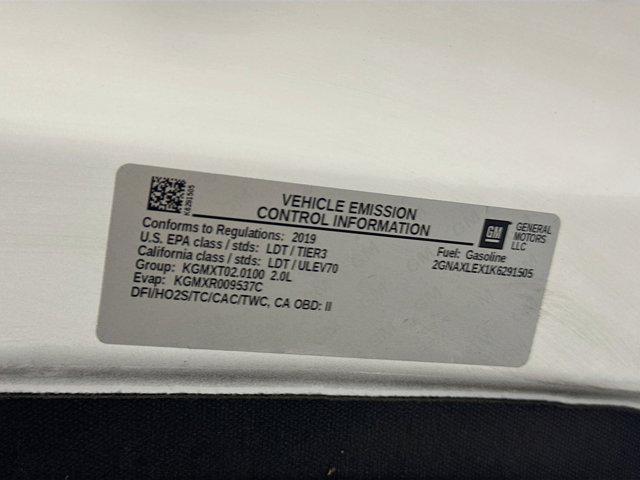 K6291505
VEHICLE EMISSION
CONTROL INFORMATION
GM
GENERAL
MOTORS
LLC
Conforms to Regulations: 2019
U.S. EPA class / stds: LDT / TIER3
California class / stds: LDT / ULEV70
Group: KGMXT02.0100 2.0L
Evap: KGMXR009537C
DFI/HO2S/TC/CAC/TWC, CA OBD: II
Fuel: Gasoline
2GNAXLEX1K6291505